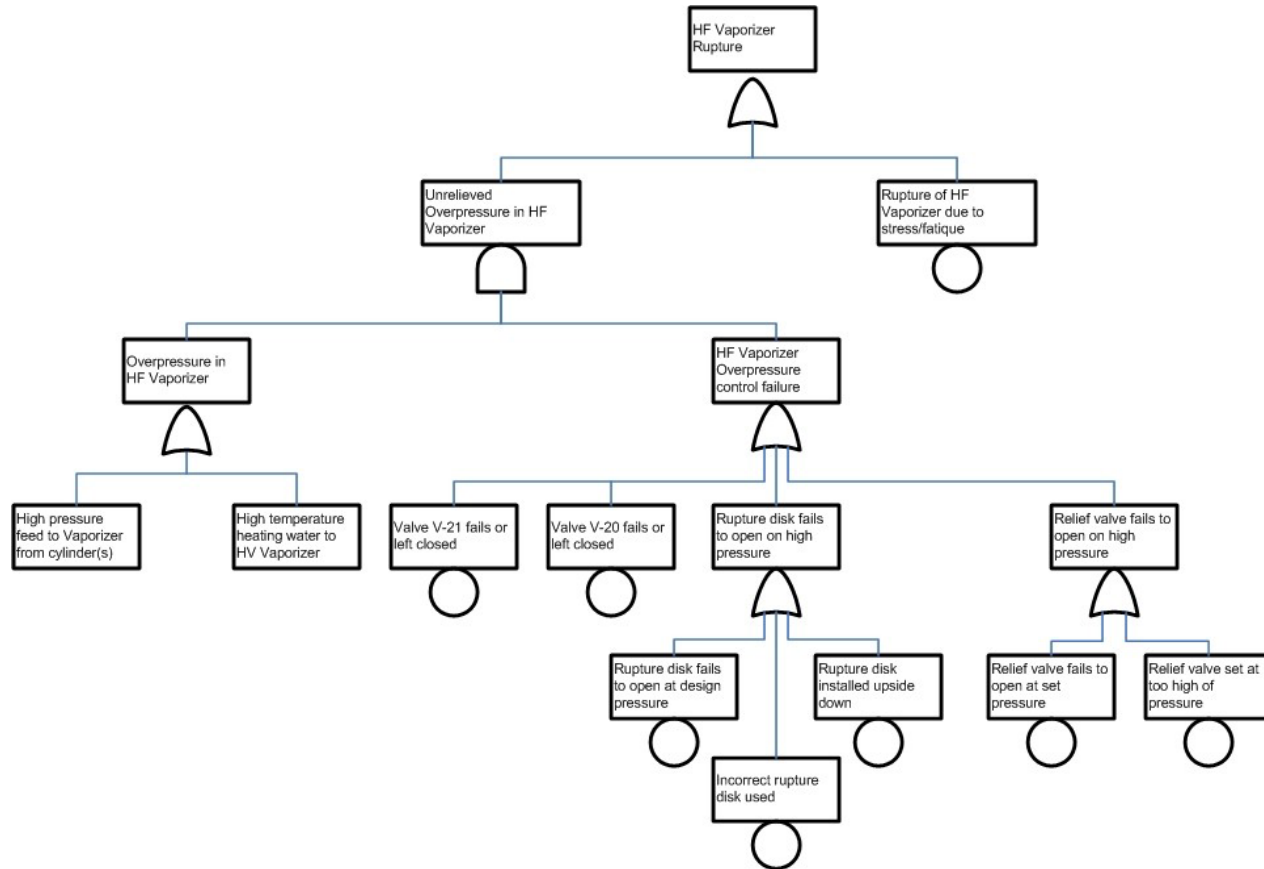 HF Vaporizer
Rupture
Unrelieved
Overpressure in HF
Vaporizer
Rupture of HF
Vaporizer due to
stress/fatique
Overpressure in
HF Vaporizer
HF Vaporizer
Overpressure
control failure
High pressure
feed to Vaporizer
from cylinder(s)
High temperature
heating water to
HV Vaporizer
Valve V-21 fails or
left closed
Valve V-20 fails or
left closed
Rupture disk fails
to open on high
pressure
Relief valve fails to
open on high
pressure
Rupture disk fails
to open at design
pressure
Rupture disk
installed upside
down
Relief valve fails to
open at set
pressure
Relief valve set at
too high of
pressure
Incorrect rupture
disk used